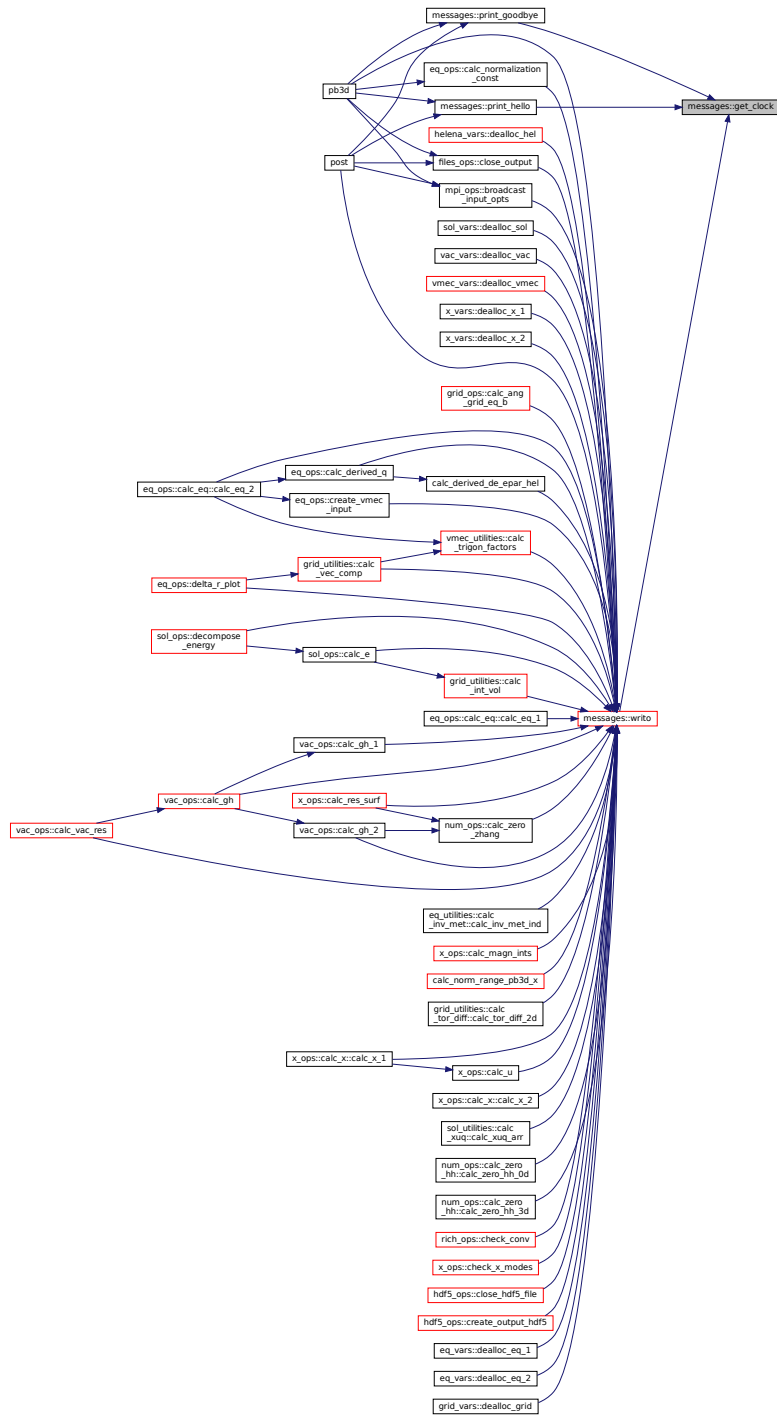 messages::print_goodbye
eq_ops::calc_normalization
_const
pb3d
messages::print_hello
messages::get_clock
helena_vars::dealloc_hel
post
files_ops::close_output
mpi_ops::broadcast
_input_opts
sol_vars::dealloc_sol
vac_vars::dealloc_vac
vmec_vars::dealloc_vmec
x_vars::dealloc_x_1
x_vars::dealloc_x_2
grid_ops::calc_ang
_grid_eq_b
eq_ops::calc_derived_q
eq_ops::calc_eq::calc_eq_2
calc_derived_de_epar_hel
eq_ops::create_vmec
_input
vmec_utilities::calc
_trigon_factors
grid_utilities::calc
_vec_comp
eq_ops::delta_r_plot
sol_ops::decompose
_energy
sol_ops::calc_e
grid_utilities::calc
_int_vol
eq_ops::calc_eq::calc_eq_1
messages::writo
vac_ops::calc_gh_1
vac_ops::calc_gh
x_ops::calc_res_surf
vac_ops::calc_vac_res
vac_ops::calc_gh_2
num_ops::calc_zero
_zhang
eq_utilities::calc
_inv_met::calc_inv_met_ind
x_ops::calc_magn_ints
calc_norm_range_pb3d_x
grid_utilities::calc
_tor_diff::calc_tor_diff_2d
x_ops::calc_x::calc_x_1
x_ops::calc_u
x_ops::calc_x::calc_x_2
sol_utilities::calc
_xuq::calc_xuq_arr
num_ops::calc_zero
_hh::calc_zero_hh_0d
num_ops::calc_zero
_hh::calc_zero_hh_3d
rich_ops::check_conv
x_ops::check_x_modes
hdf5_ops::close_hdf5_file
hdf5_ops::create_output_hdf5
eq_vars::dealloc_eq_1
eq_vars::dealloc_eq_2
grid_vars::dealloc_grid